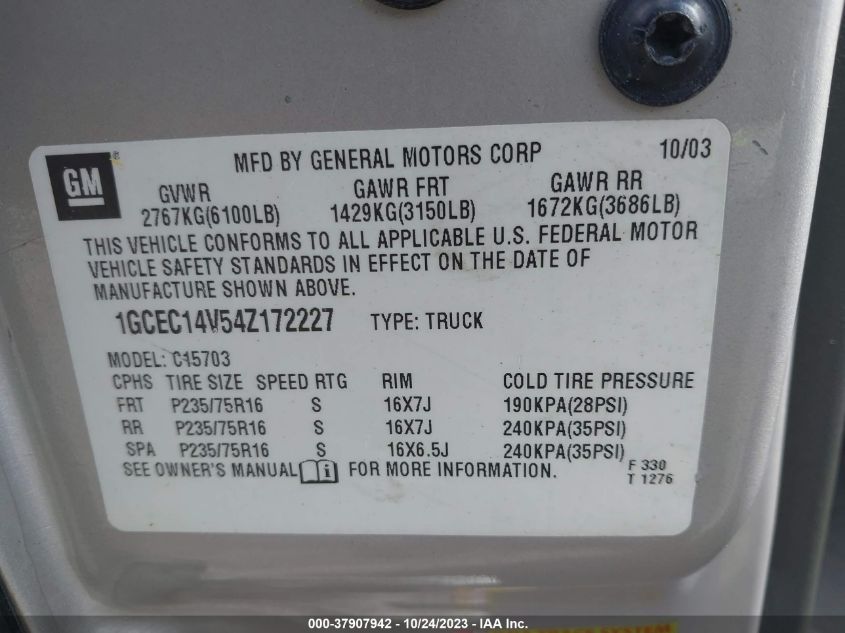 GM ® MFD BY GENERAL MOTORS CORP 10/03
GVWR GAWR FRT GAWR RR
2767KG(6100LB) 1429KG(3150LB) 1672KG(3686LB)
THIS VEHICLE CONFORMS TO ALL APPLICABLE U.S. FEDERAL MOTOR
VEHICLE SAFETY STANDARDS IN EFFECT ON THE DATE OF
MANUFACTURE SHOWN ABOVE.
1GCEC14V54Z172227 TYPE: TRUCK
MODEL: C15703
CPHS TIRE SIZE SPEED RTG RIM COLD TIRE PRESSURE
FRT P235/75R16 S 16X7J 190KPA(28PSI)
RR P235/75R16 S 16X7J 240KPA(35PSI)
SPA P235/75R16 S 16X6.5J 240KPA(35PSI)
SEE OWNER'S MANUAL i FOR MORE INFORMATION.
F 330
T 1276
000-37907942 - 10/24/2023 - IAAI Inc.